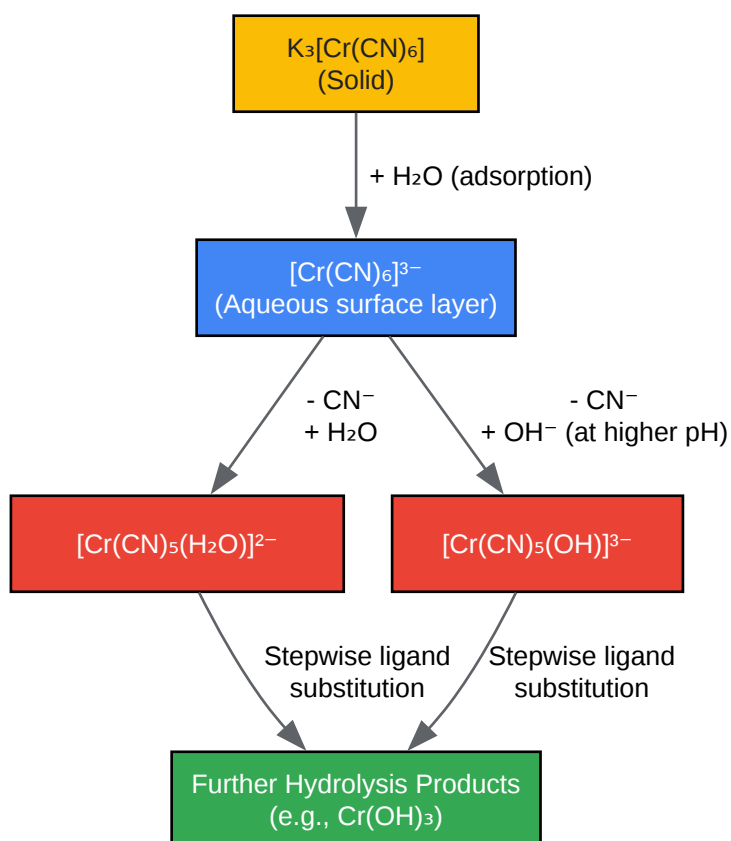 K₃[Cr(CN)₆]
(Solid)
+ H₂O (adsorption)
[Cr(CN)₆]³⁻
(Aqueous surface layer)
- CN⁻
+ H₂O
- CN⁻
+ OH⁻ (at higher pH)
[Cr(CN)₅(H₂O)]²⁻
[Cr(CN)₅(OH)]³⁻
Stepwise ligand
substitution
Stepwise ligand
substitution
Further Hydrolysis Products
(e.g., Cr(OH)₃)